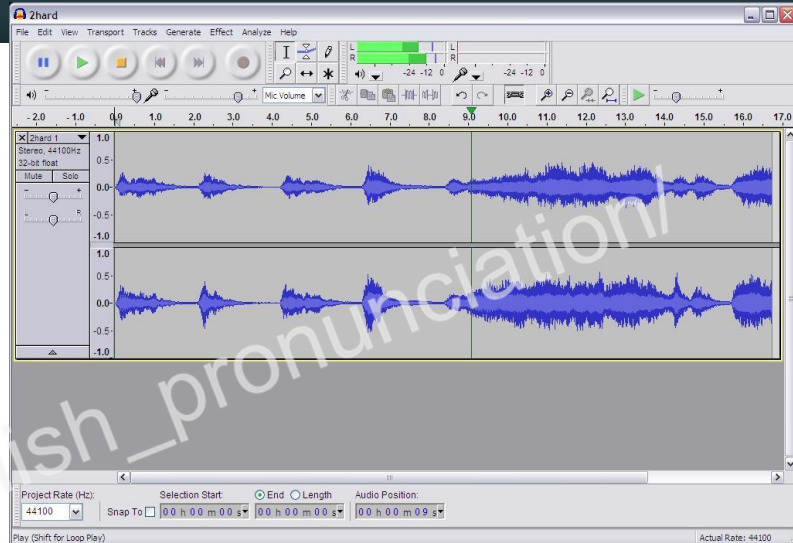 2hard
File Edit View Transport Tracks Generate Effect Analyze Help
L L
R R
-24 -12 0 -24 -12 0
Mic Volume
- 2.0 - 1.0 0.0 1.0 2.0 3.0 4.0 5.0 6.0 7.0 8.0 9.0 10.0 11.0 12.0 13.0 14.0 15.0 16.0 17.0
2hard 1 1.0
Stereo, 44100Hz
32-bit float 0.5
Mute Solo
- + 0.0
L R -0.5
-1.0
1.0
0.5
0.0
-0.5
-1.0
ish_pronunciation/
Project Rate (Hz): Selection Start: End Length Audio Position:
44100 Snap To 00 h 00 m 00 s 00 h 00 m 00 s 00 h 00 m 09 s
Play (Shift for Loop Play) Actual Rate: 44100